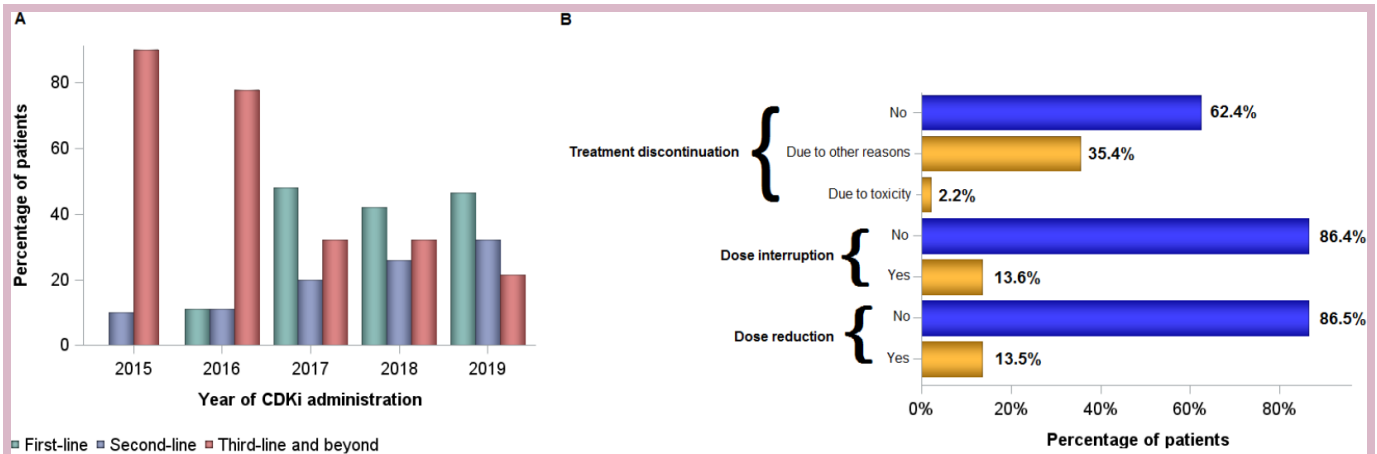 A
Percentage of patients
80
60
40
20
0
2015 2016 2017 2018 2019
Year of CDKi administration
First-line Second-line Third-line and beyond
B
Treatment discontinuation
No 62.4%
Due to other reasons 35.4%
Due to toxicity 2.2%
Dose interruption
No 86.4%
Yes 13.6%
Dose reduction
No 86.5%
Yes 13.5%
0% 20% 40% 60% 80%
Percentage of patients